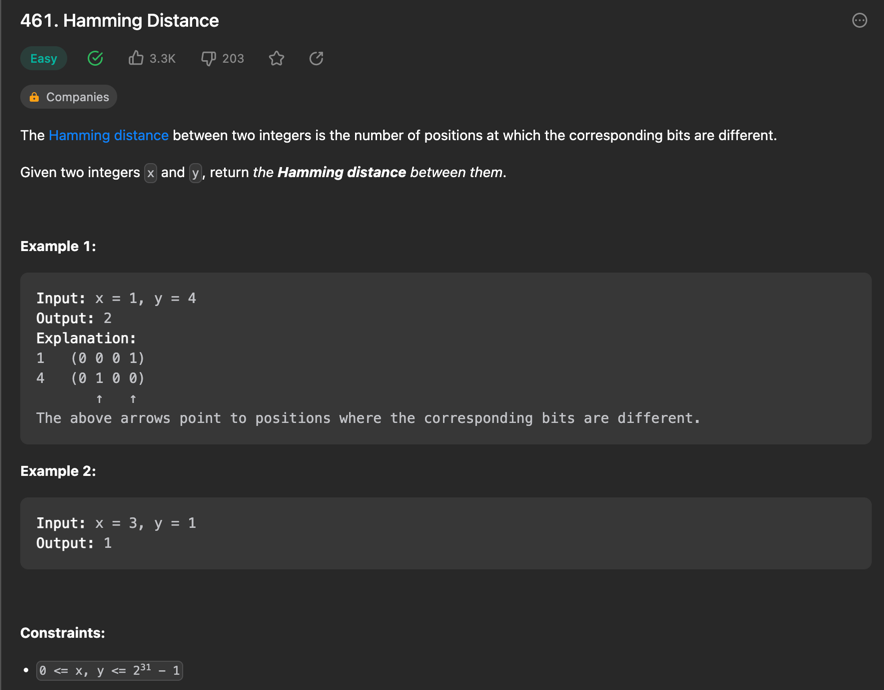 461. Hamming Distance
Easy 3.3K 203
Companies
The Hamming distance between two integers is the number of positions at which the corresponding bits are different.
Given two integers x and y, return the Hamming distance between them.
Example 1:
Input: x = 1, y = 4
Output: 2
Explanation:
1   (0 0 0 1)
4   (0 1 0 0)
       ↑   ↑
The above arrows point to positions where the corresponding bits are different.
Example 2:
Input: x = 3, y = 1
Output: 1
Constraints:
• 0 <= x, y <= 2³¹ - 1